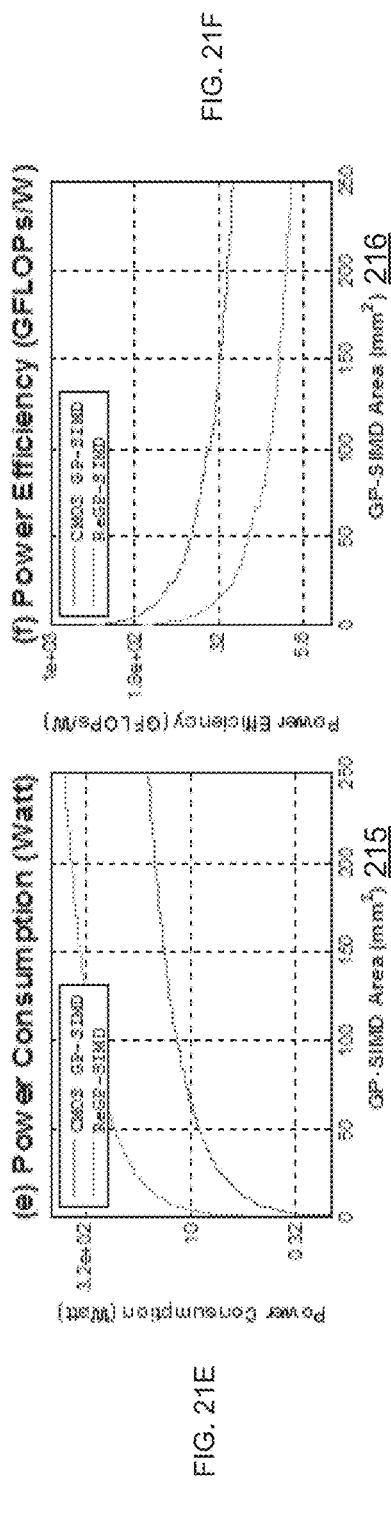 FIG. 21E
(e) Power Consumption (Watt)
Power Consumption (Watt)
3.2e+02
10
0.32
CMOS GP-SIMD
ReGP-SIMD
0
50
100
150
200
250
GP-SIMD Area (mm²) 215
(f) Power Efficiency (GFLOPs/W)
Power Efficiency (GFLOPs/W)
1e+03
1.8e+02
32
5.6
CMOS GP-SIMD
ReGP-SIMD
0
50
100
150
200
250
GP-SIMD Area (mm²) 216
FIG. 21F